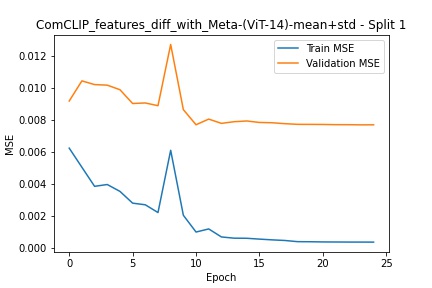 ComCLIP_features_diff_with_Meta-(ViT-14)-mean+std - Split 1
Train MSE
Validation MSE
MSE
0.012
0.010
0.008
0.006
0.004
0.002
0.000
0 5 10 15 20 25
Epoch